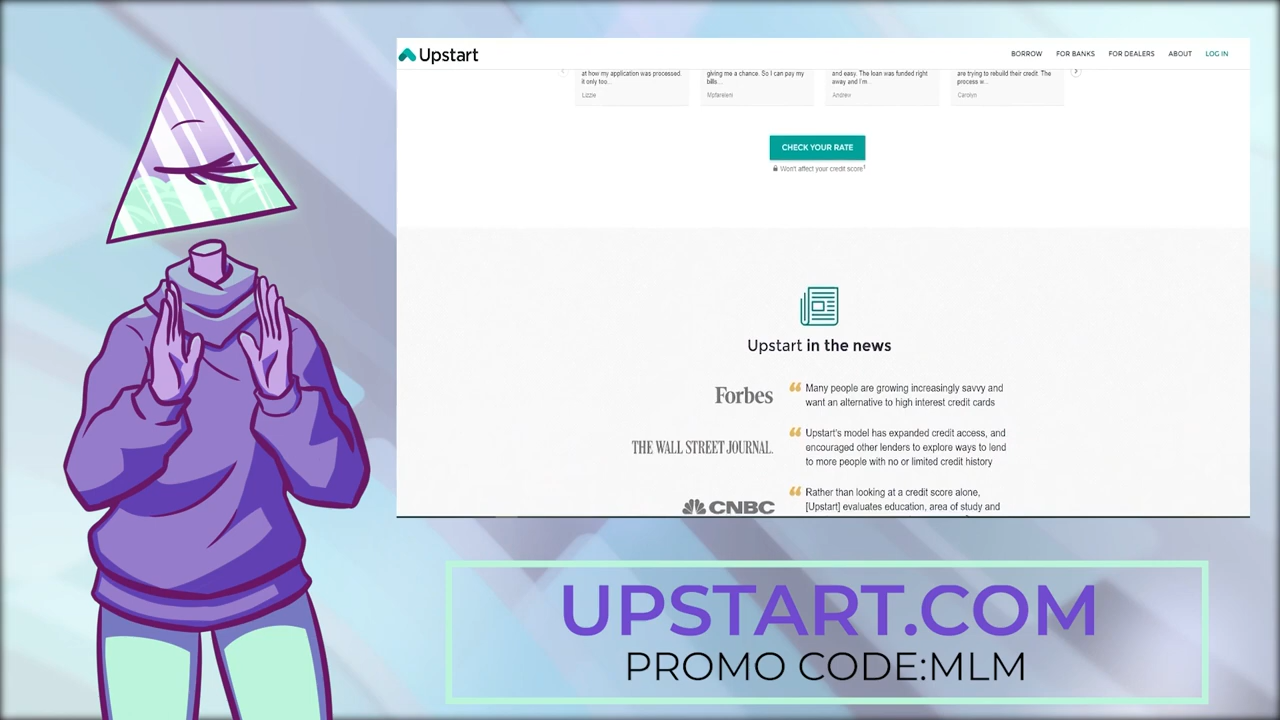 Upstart
BORROW FOR BANKS FOR DEALERS ABOUT LOG IN
at how my application was processed. it only too...
Lizzie
giving me a chance. So I can pay my bills...
Mpfareleni
and easy. The loan was funded right away and I'm...
Andrew
are trying to rebuild their credit. The process w...
Carolyn
CHECK YOUR RATE
Won't affect your credit score¹
Upstart in the news
Forbes
“ Many people are growing increasingly savvy and
want an alternative to high interest credit cards
THE WALL STREET JOURNAL.
“ Upstart's model has expanded credit access, and
encouraged other lenders to explore ways to lend
to more people with no or limited credit history
CNBC
“ Rather than looking at a credit score alone,
[Upstart] evaluates education, area of study and
UPSTART.COM
PROMO CODE:MLM